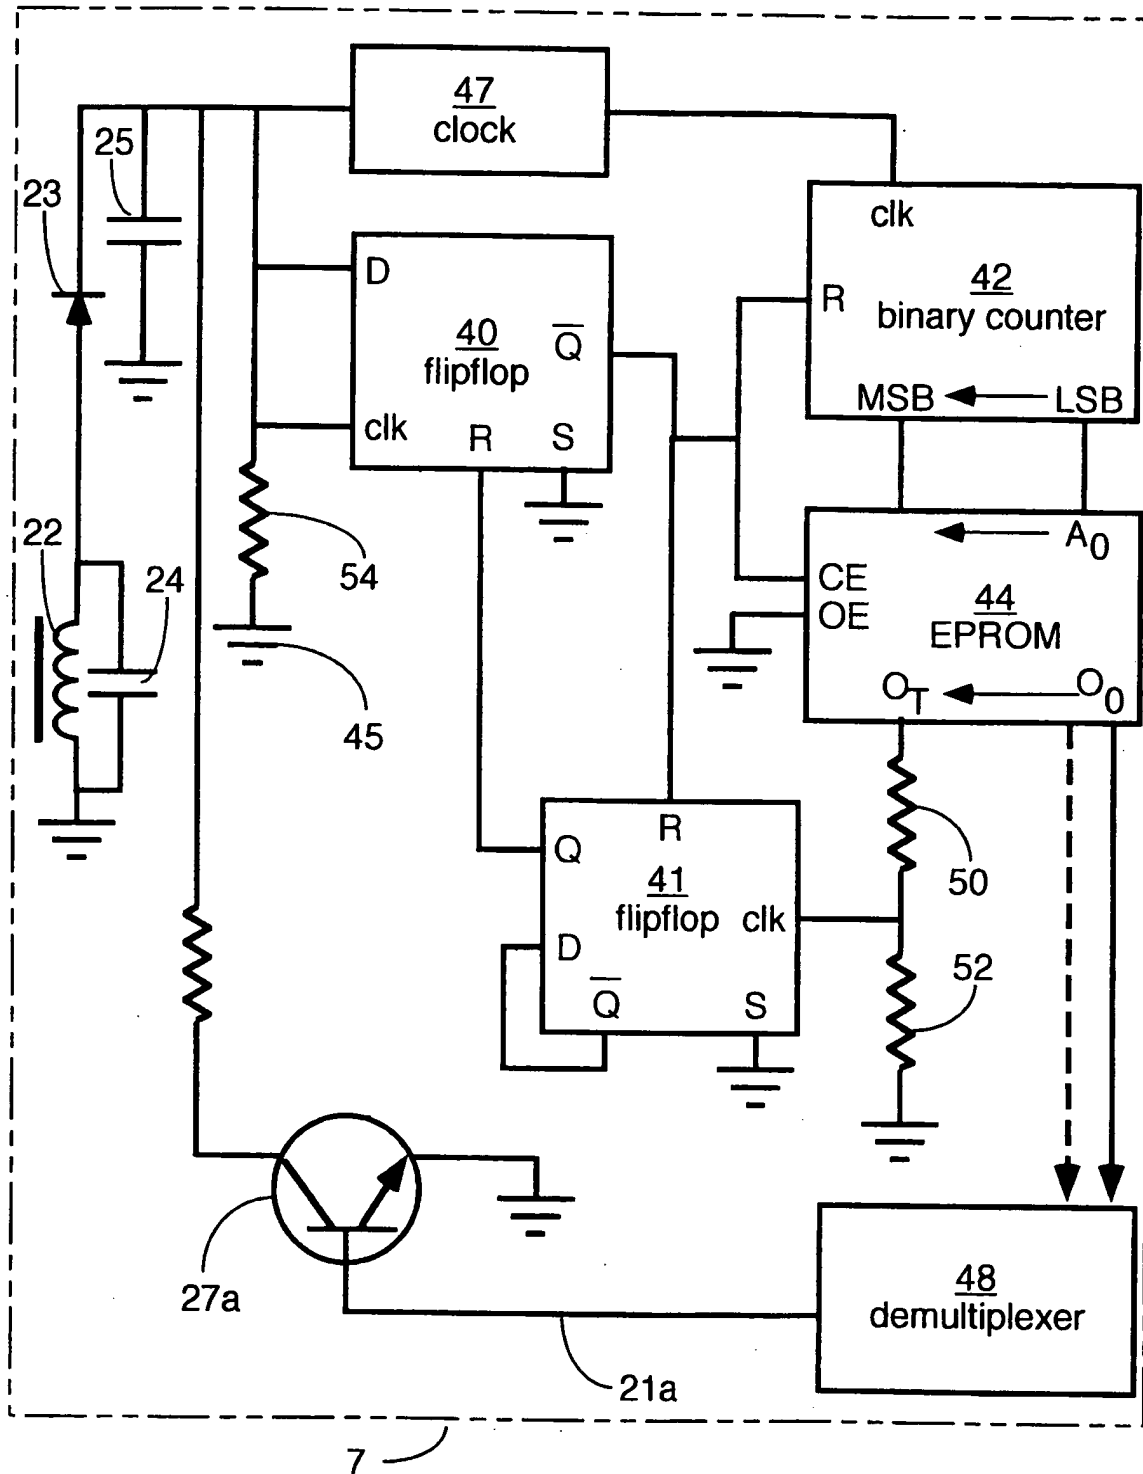 47
clock
25
23
clk
42
binary counter
R
MSB
LSB
D
Q
40
flipflop
clk
R
S
22
24
54
A0
CE
OE
44
EPROM
OT
O0
45
R
Q
41
flipflop
clk
50
D
Q
S
52
27a
48
demultiplexer
21a
7